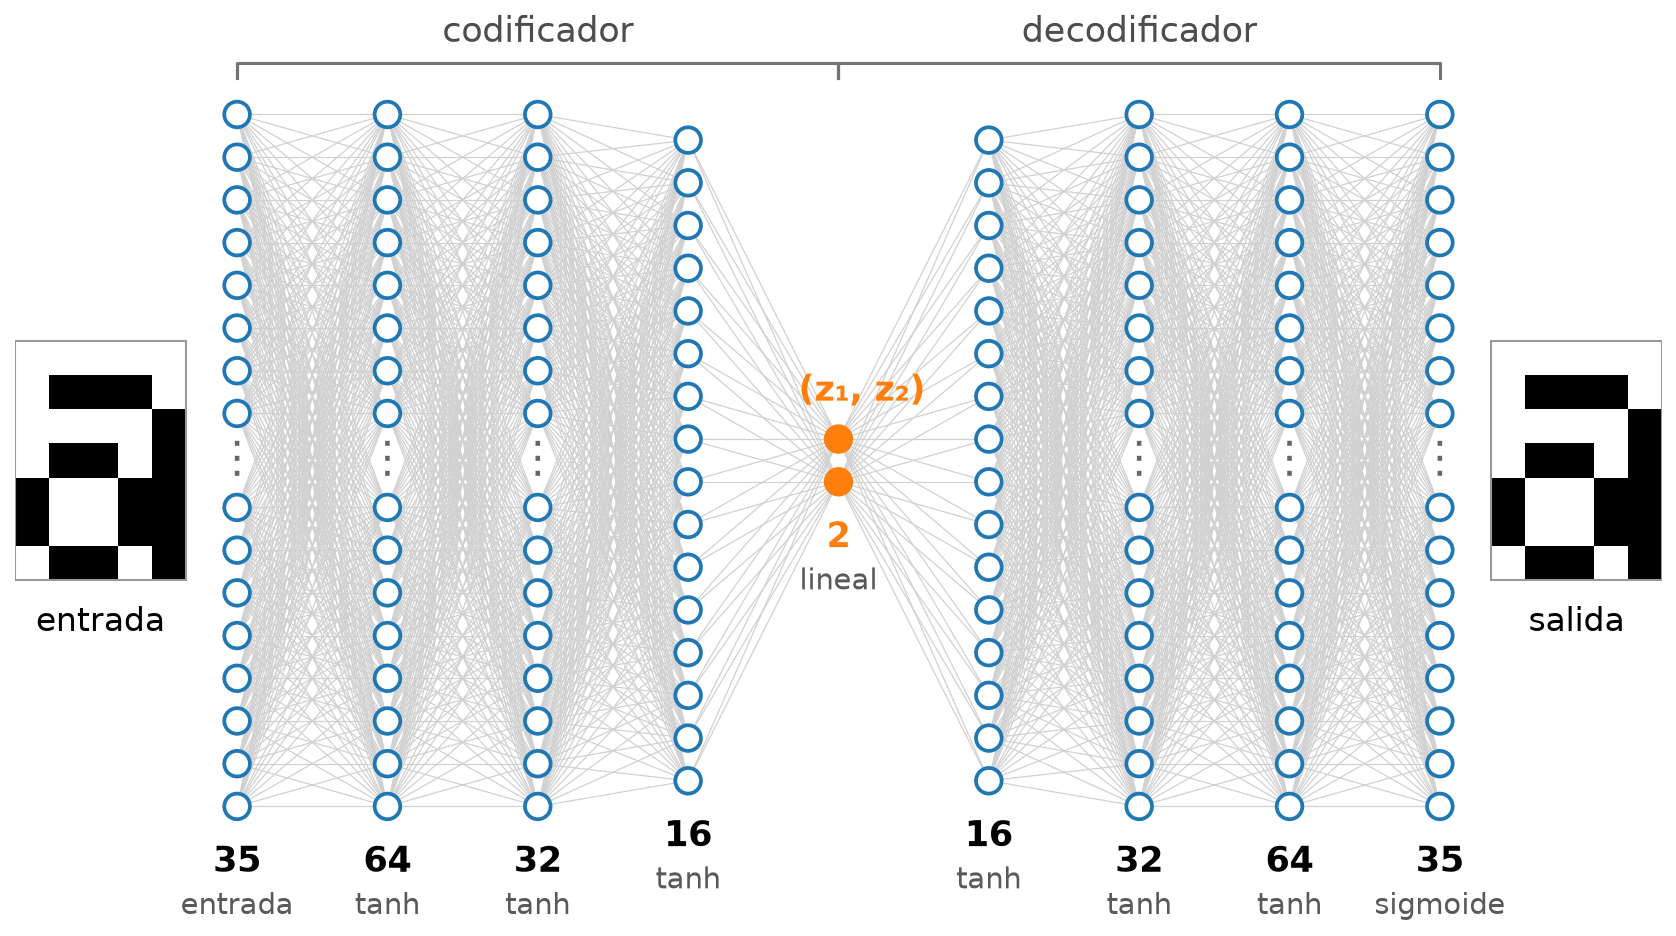 codificador
decodificador
(z₁, z₂)
2
lineal
entrada
salida
35
entrada
64
tanh
32
tanh
16
tanh
16
tanh
32
tanh
64
tanh
35
sigmoide